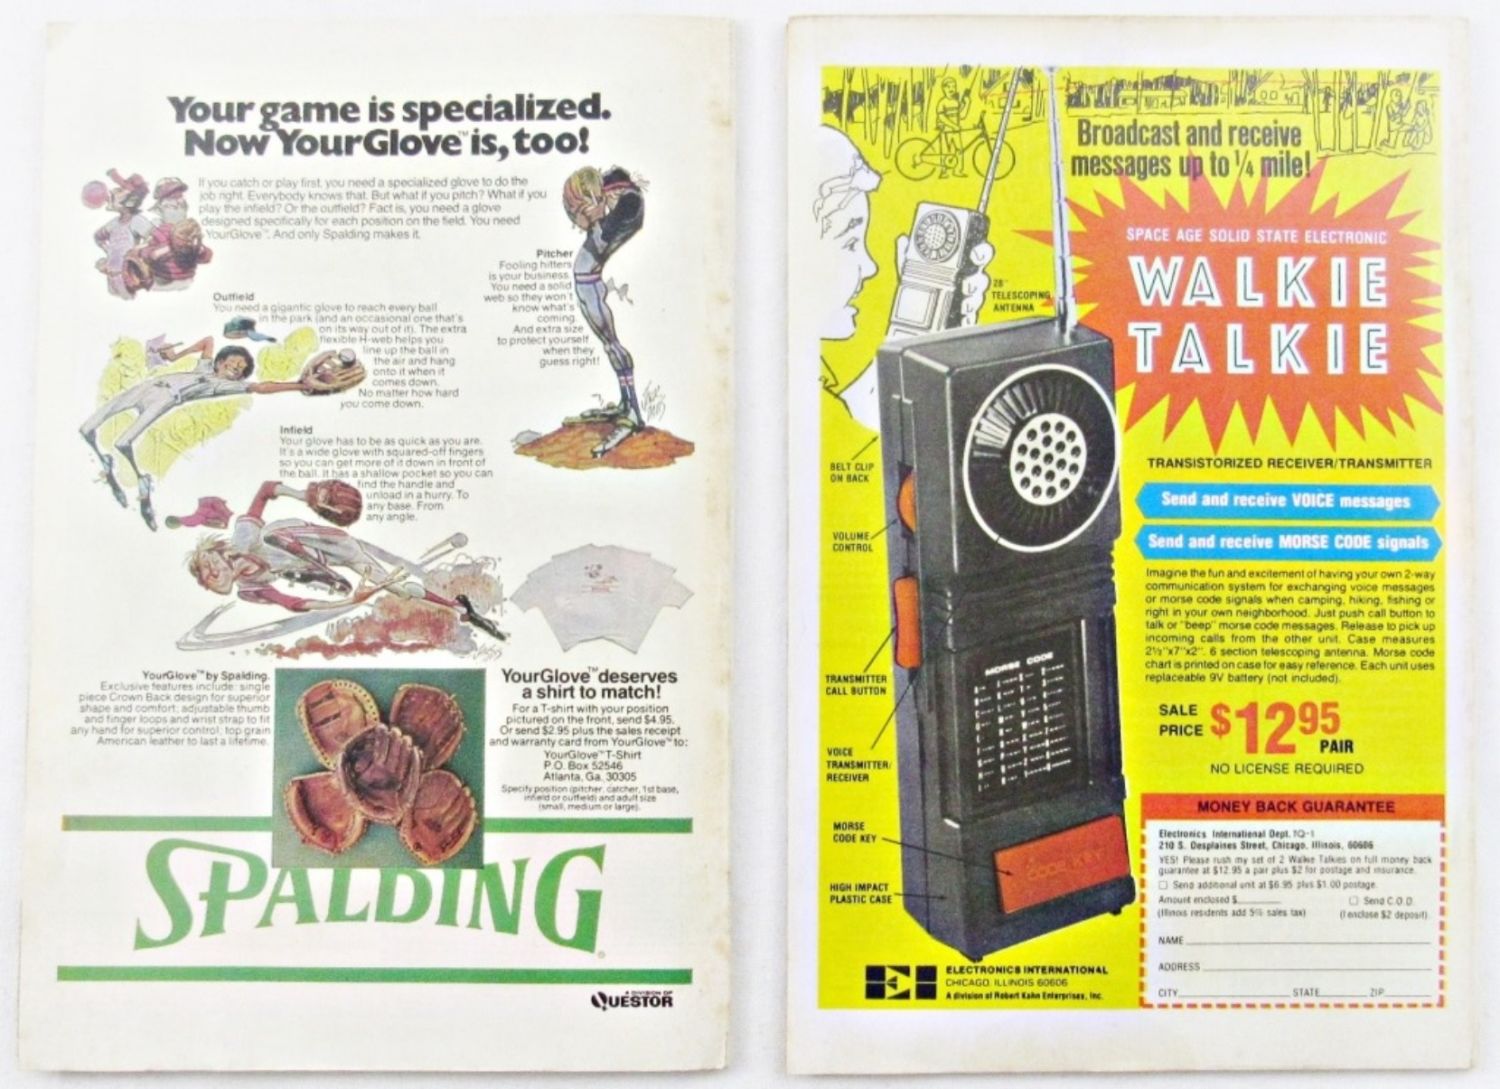 Your game is specialized.
Now YourGlove™ is, too!
If you catch or play first, you need a specialized glove to do the
job right. Everybody knows that. But what if you pitch? What if you
play the infield? Or the outfield? Fact is, you need a glove
designed specifically for each position on the field. You need
YourGlove™. And only Spalding makes it.
Pitcher
Fooling hitters
is your business.
You need a solid
web so they won't
know what's
coming.
And extra size
to protect yourself
when they
guess right!
Outfield
You need a gigantic glove to reach every ball
in the park (and an occasional one that's
on its way out of it). The extra
flexible H-web helps you
line up the ball in
the air and hang
onto it when it
comes down.
No matter how hard
you come down.
Infield
Your glove has to be as quick as you are.
It's a wide glove with squared-off fingers
so you can get more of it down in front of
the ball. It has a shallow pocket so you can
find the handle and
unload in a hurry. To
any base. From
any angle.
YourGlove™ by Spalding.
Exclusive features include: single
piece Crown Back design for superior
shape and comfort; adjustable thumb
and finger loops and wrist strap to fit
any hand for superior control; top grain
American leather to last a lifetime.
YourGlove™ deserves
a shirt to match!
For a T-shirt with your position
pictured on the front, send $4.95.
Or send $2.95 plus the sales receipt
and warranty card from YourGlove™ to:
YourGlove™ T-Shirt
P.O. Box 52546
Atlanta, Ga. 30305
Specify position (pitcher, catcher, 1st base,
infield or outfield) and adult size
(small, medium or large).
SPALDING®
A DIVISION OF
QUESTOR
Broadcast and receive
messages up to 1/4 mile!
SPACE AGE SOLID STATE ELECTRONIC
WALKIE
TALKIE
28"
TELESCOPING
ANTENNA
BELT CLIP
ON BACK
VOLUME
CONTROL
TRANSMITTER
CALL BUTTON
VOICE
TRANSMITTER/
RECEIVER
MORSE
CODE KEY
HIGH IMPACT
PLASTIC CASE
MORSE CODE
CODE KEY
TRANSISTORIZED RECEIVER/TRANSMITTER
Send and receive VOICE messages
Send and receive MORSE CODE signals
Imagine the fun and excitement of having your own 2-way
communication system for exchanging voice messages
or morse code signals when camping, hiking, fishing or
right in your own neighborhood. Just push call button to
talk or "beep" morse code messages. Release to pick up
incoming calls from the other unit. Case measures
2½"x7"x2". 6 section telescoping antenna. Morse code
chart is printed on case for easy reference. Each unit uses
replaceable 9V battery (not included).
SALE
PRICE $12 95
PAIR
NO LICENSE REQUIRED
MONEY BACK GUARANTEE
Electronics International Dept. 1Q-1
210 S. Desplaines Street, Chicago, Illinois, 60606
YES! Please rush my set of 2 Walkie Talkies on full money back
guarantee at $12.95 a pair plus $2 for postage and insurance.
☐ Send additional unit at $6.95 plus $1.00 postage.
Amount enclosed $ ☐ Send C.O.D.
(Illinois residents add 5% sales tax) (I enclose $2 deposit)
NAME
ADDRESS
CITY STATE ZIP
ELECTRONICS INTERNATIONAL
CHICAGO, ILLINOIS 60606
A division of Robert Kahn Enterprises, Inc.